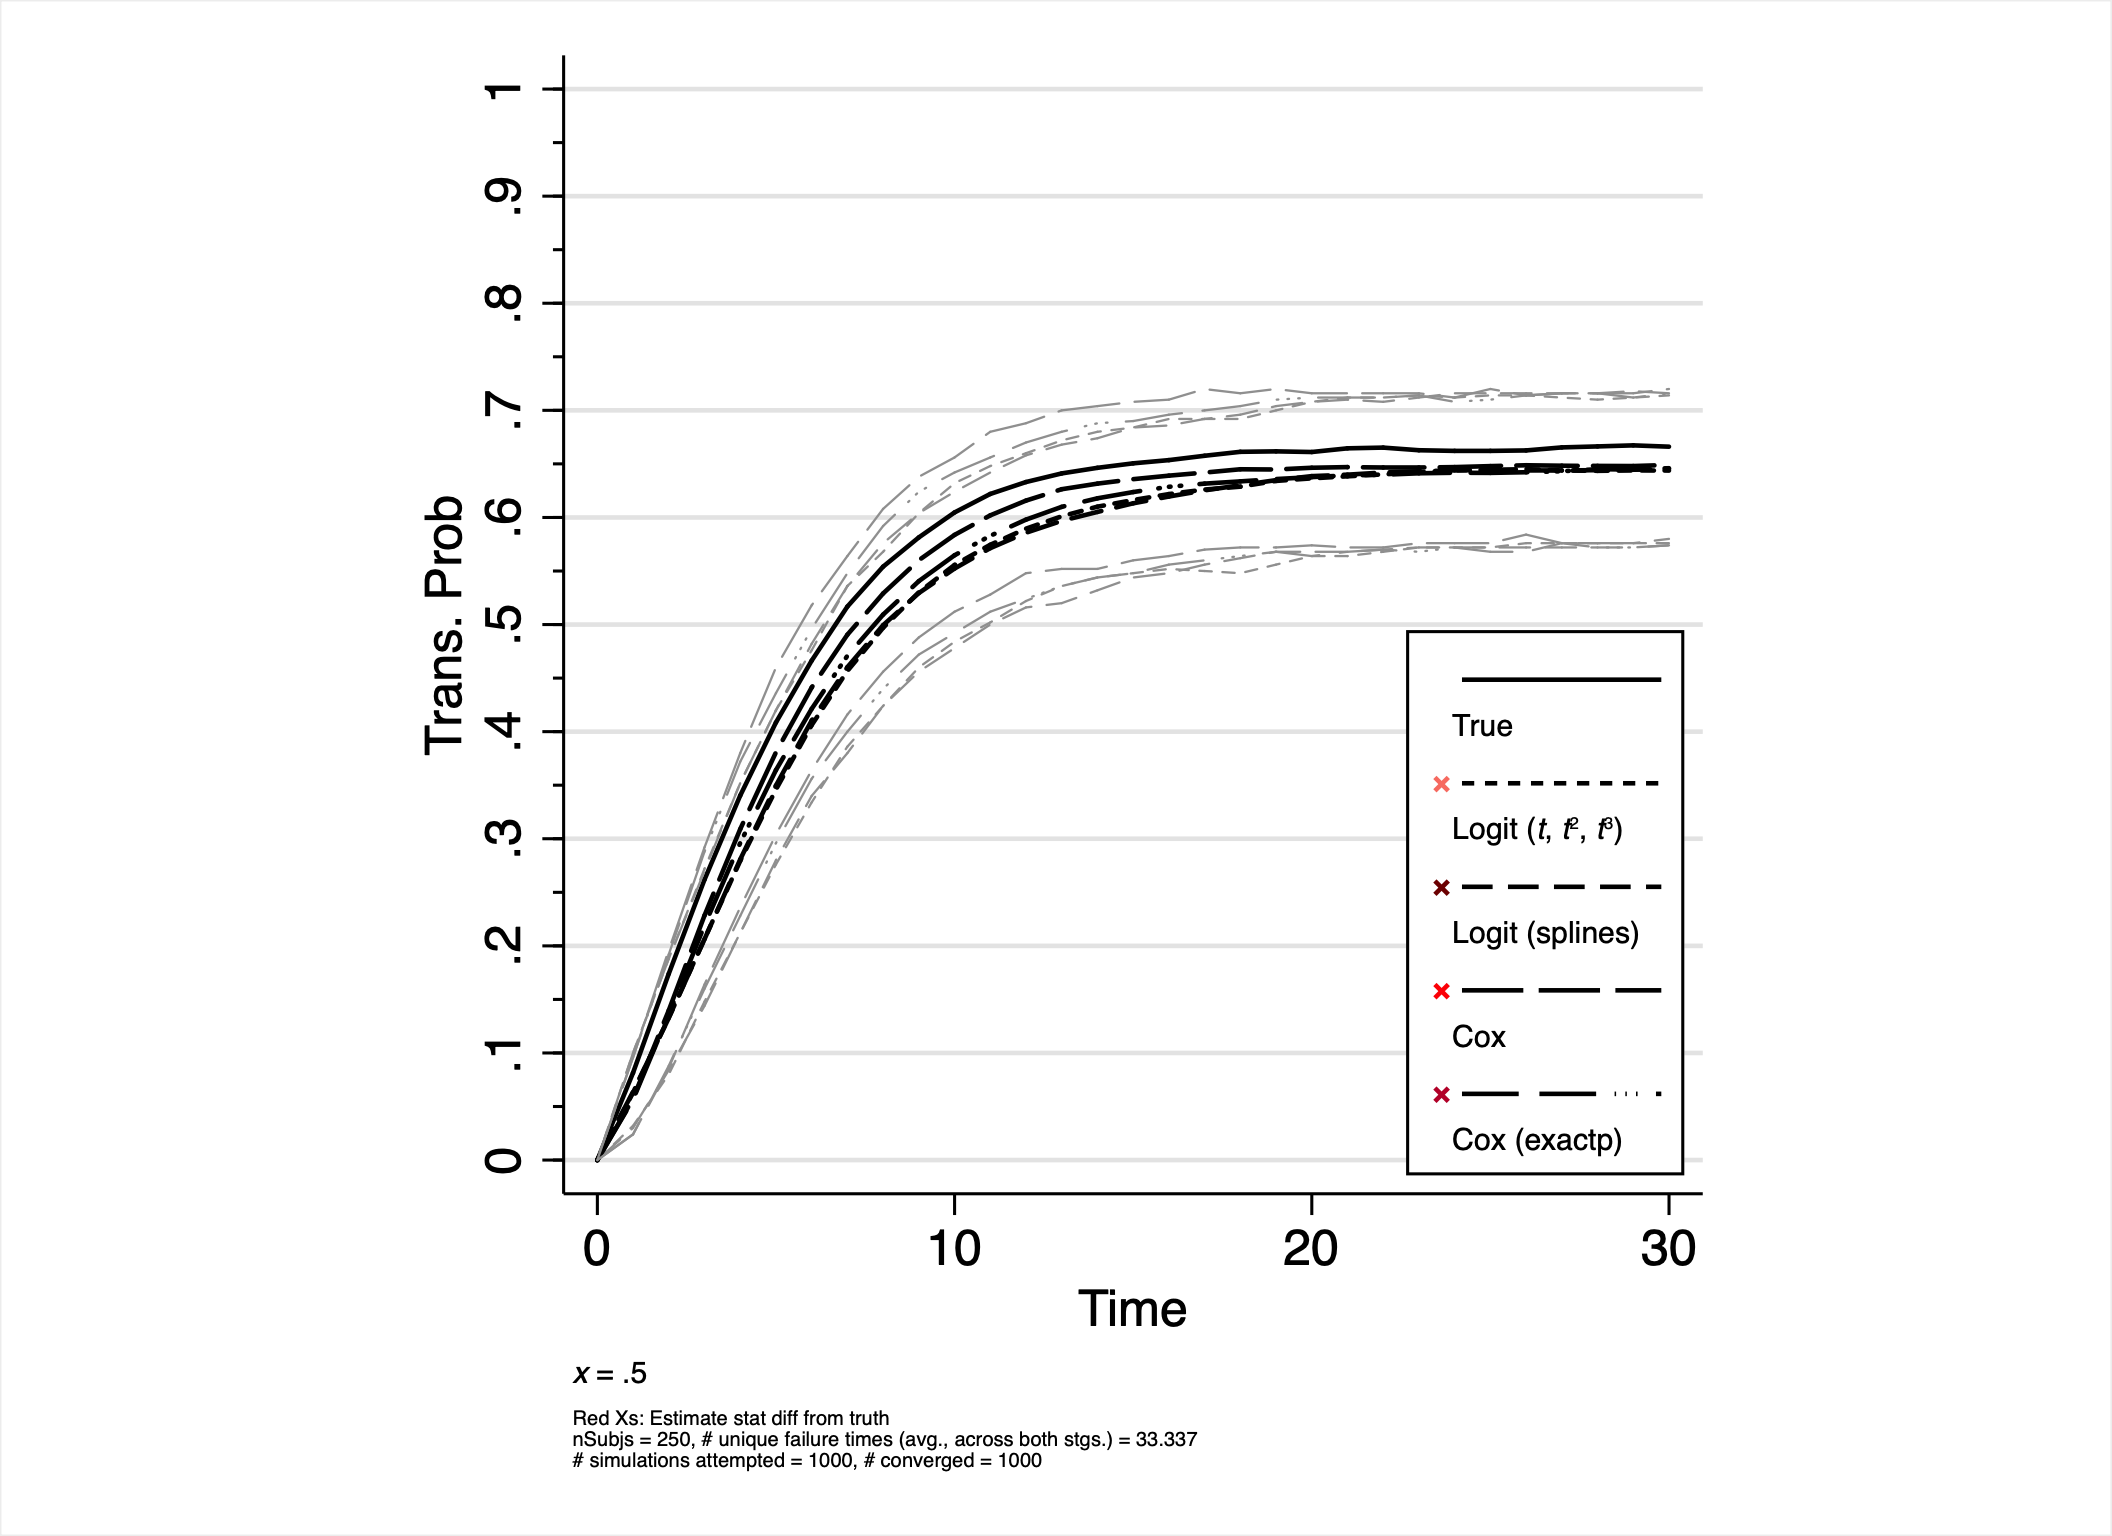 1
.9
.8
.7
.6
.5
.4
.3
.2
.1
0
Trans. Prob
True
Logit (t, t², t³)
Logit (splines)
Cox
Cox (exactp)
0 10 20 30
Time
x = .5
Red Xs: Estimate stat diff from truth
nSubjs = 250, # unique failure times (avg., across both stgs.) = 33.337
# simulations attempted = 1000, # converged = 1000